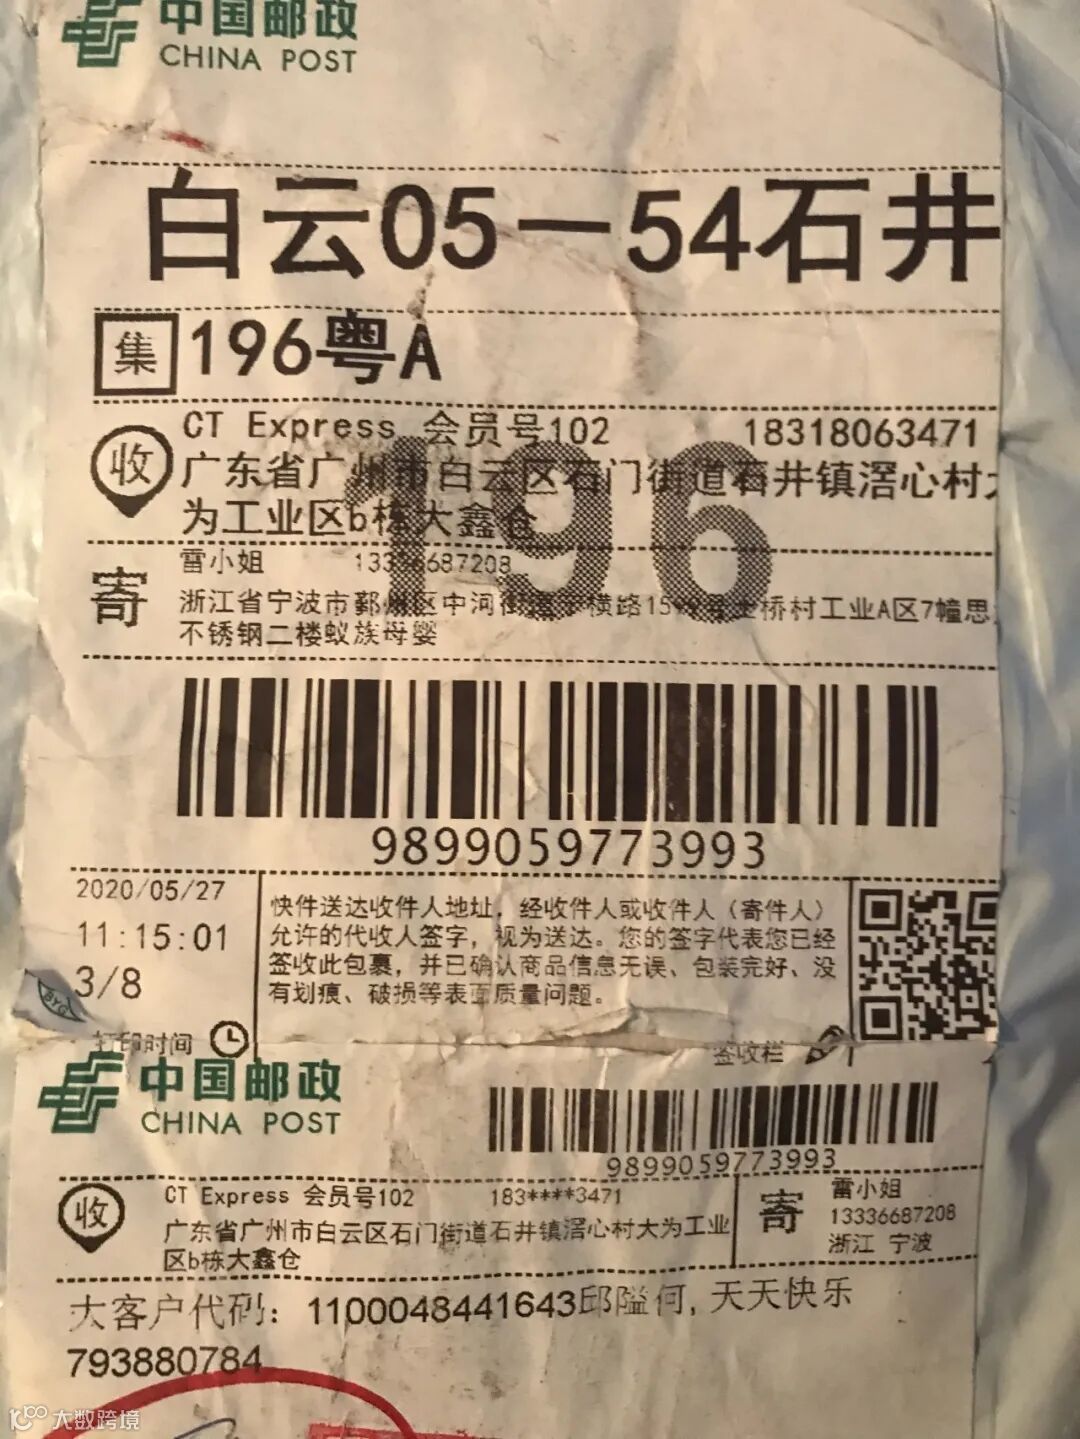 中国邮政
CHINA POST
白云05-54石井
集 196粤A
收 CT Express 会员号102 18318063471
广东省广州市白云区石门街道石井镇滘心村大
为工业区b栋大鑫仓
196
寄 雷小姐 13336687208
浙江省宁波市鄞州区中河街道 横路15 桥村工业A区7幢思
不锈钢二楼蚁族母婴
9899059773993
2020/05/27
11:15:01
3/8
打印时间
快件送达收件人地址，经收件人或收件人（寄件人）
允许的代收人签字，视为送达。您的签字代表您已经
签收此包裹，并已确认商品信息无误、包装完好、没
有划痕、破损等表面质量问题。
签收栏
中国邮政
CHINA POST
9899059773993
收 CT Express 会员号102 183****3471
广东省广州市白云区石门街道石井镇滘心村大为工业
区b栋大鑫仓
寄 雷小姐
13336687208
浙江 宁波
大客户代码：1100048441643邱隘何,天天快乐
793880784
大数跨境